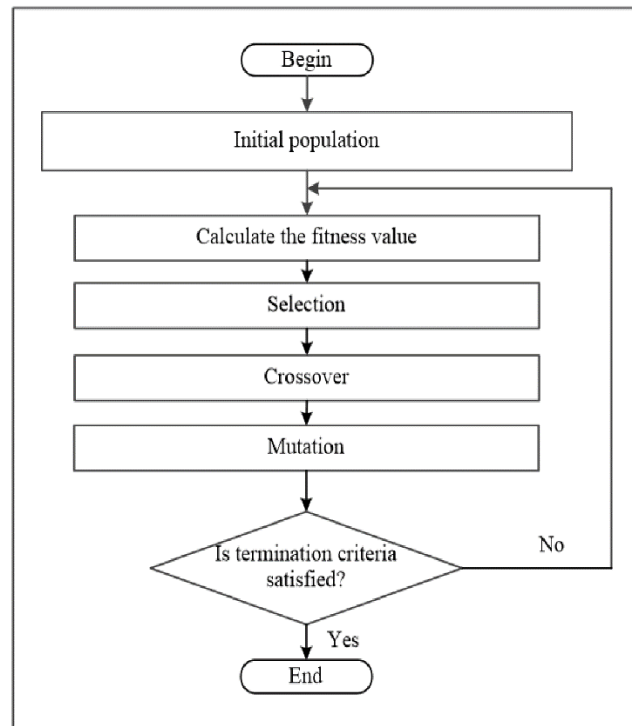 Begin
Initial population
Calculate the fitness value
Selection
Crossover
Mutation
Is termination criteria
satisfied?
No
Yes
End